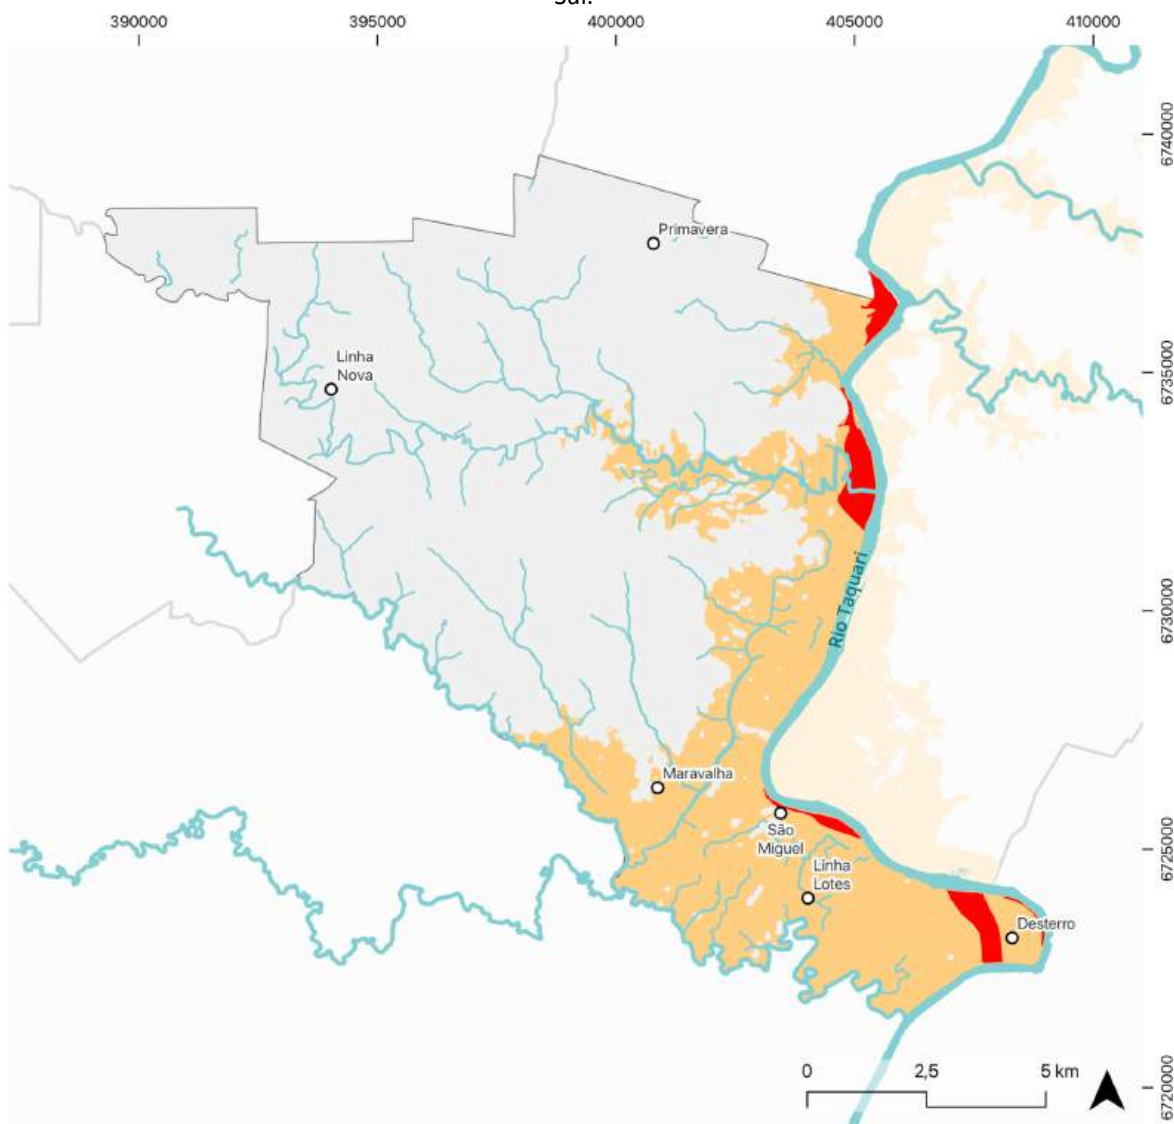 Sul.
390000
395000
400000
405000
410000
6740000
Primavera
Linha
Nova
6735000
Rio Taquari
6730000
Maravalha
São
Miguel
Linha
Lotes
6725000
Desterro
0
2,5
5 km
6720000